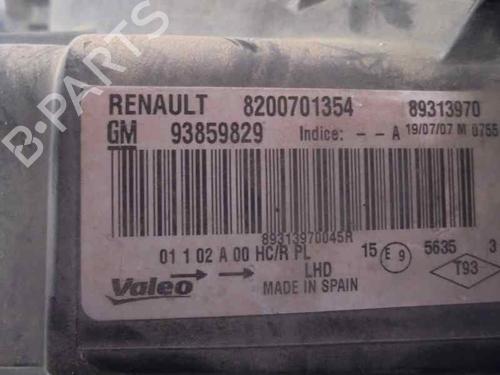 B-PARTS
RENAULT 8200701354 89313970
GM 93859829 Indice: - - A 19/07/07 M 0755
89313970045R
01 1 02 A 00 HC/R PL 15 E 9 5635 3
Valeo LHD T93
MADE IN SPAIN